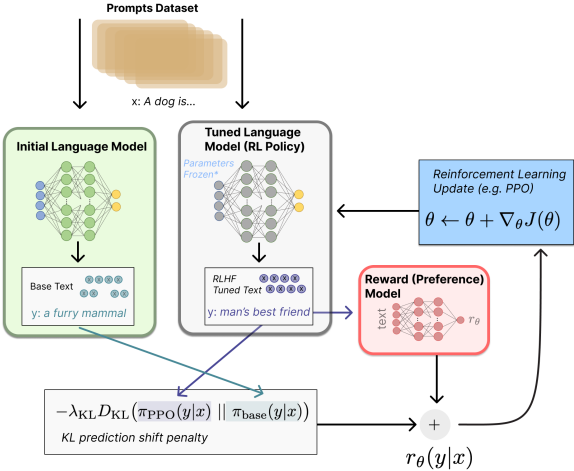 Prompts Dataset
x: A dog is...
Initial Language Model
Tuned Language
Model (RL Policy)
Parameters
Frozen*
Reinforcement Learning
Update (e.g. PPO)
θ ← θ + ∇θJ(θ)
Base Text
x x x x
x x x x
y: a furry mammal
RLHF
Tuned Text
x x x x
x x x x
y: man's best friend
Reward (Preference)
Model
text
rθ
−λKL DKL(πPPO(y|x) || πbase(y|x))
KL prediction shift penalty
+
rθ(y|x)